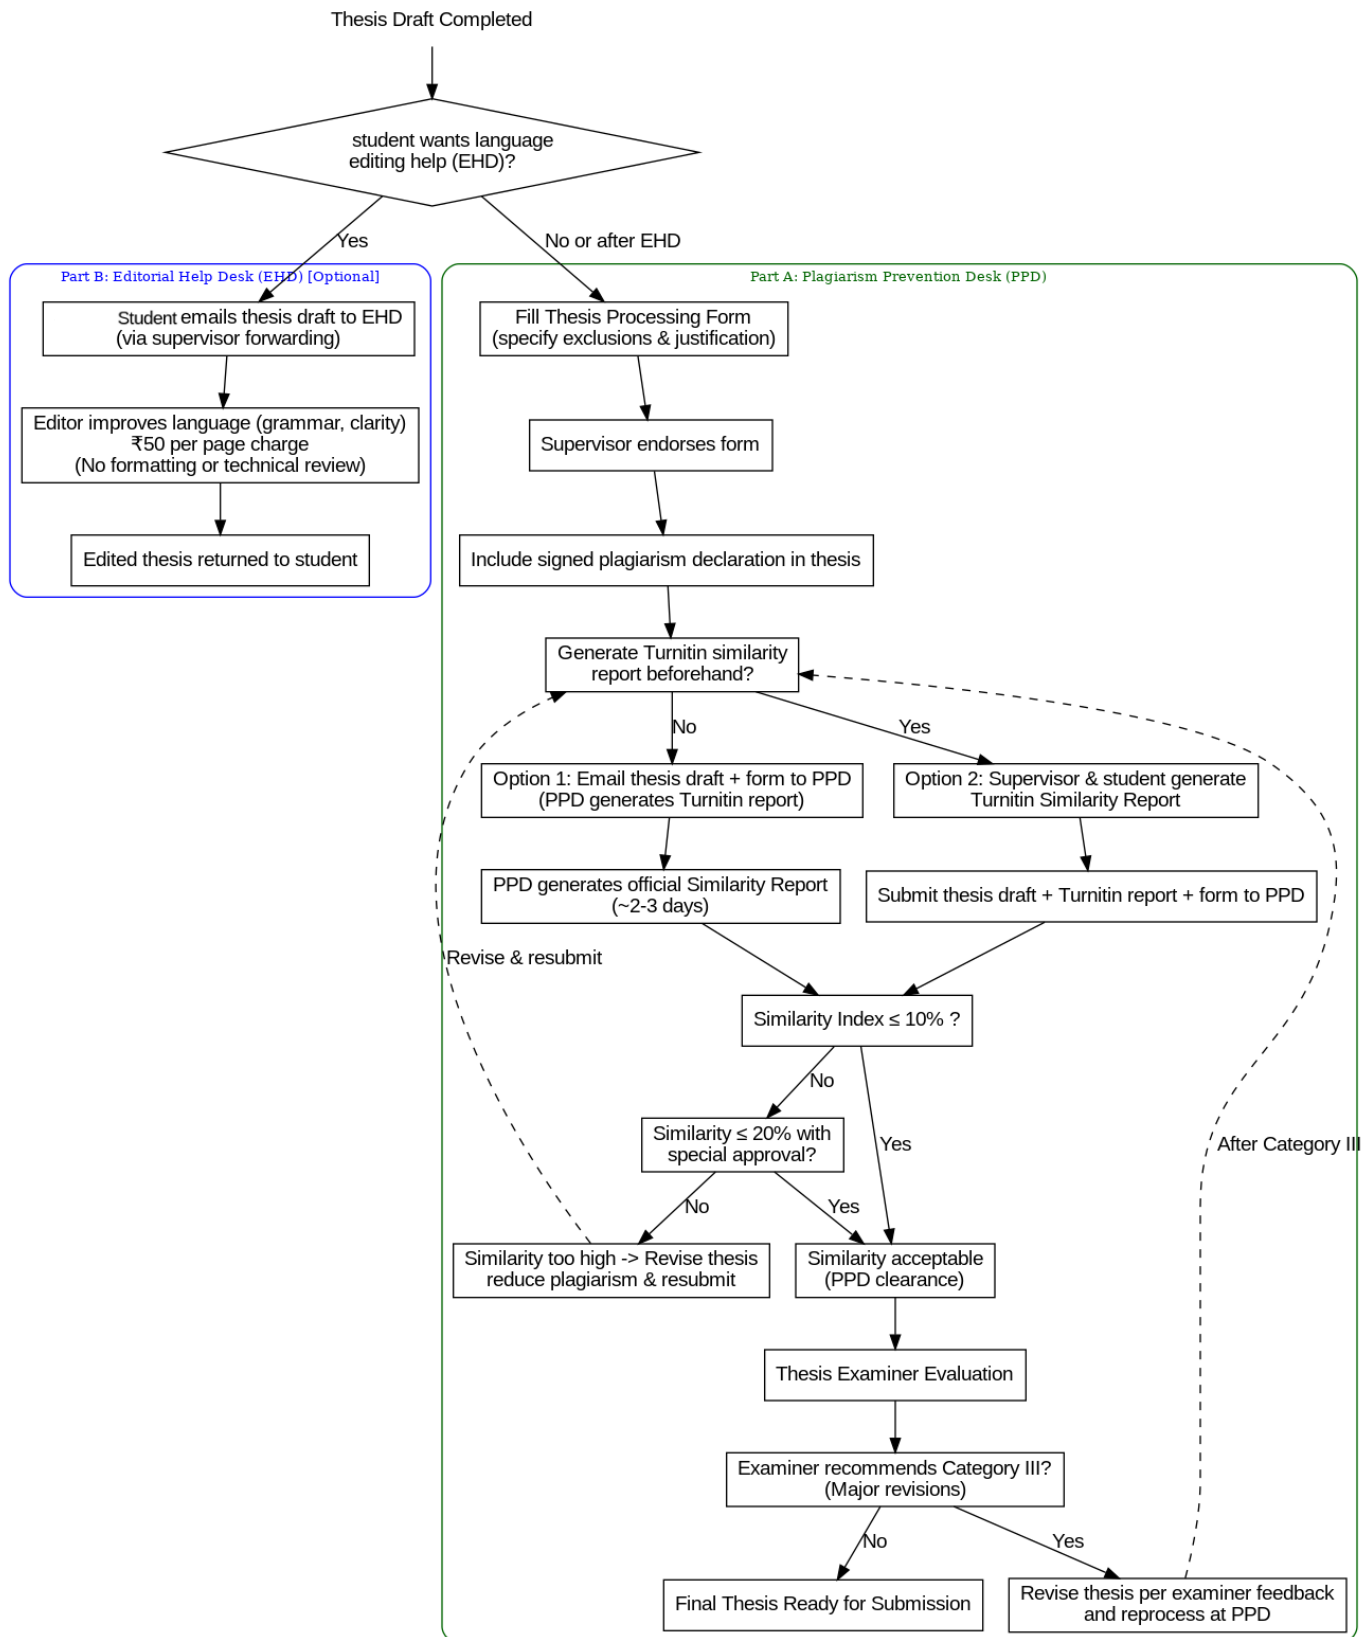 Thesis Draft Completed
student wants language
editing help (EHD)?
Yes
No or after EHD
Part B: Editorial Help Desk (EHD) [Optional]
Student emails thesis draft to EHD
(via supervisor forwarding)
Editor improves language (grammar, clarity)
₹50 per page charge
(No formatting or technical review)
Edited thesis returned to student
Part A: Plagiarism Prevention Desk (PPD)
Fill Thesis Processing Form
(specify exclusions & justification)
Supervisor endorses form
Include signed plagiarism declaration in thesis
Generate Turnitin similarity
report beforehand?
No
Yes
Option 1: Email thesis draft + form to PPD
(PPD generates Turnitin report)
Option 2: Supervisor & student generate
Turnitin Similarity Report
PPD generates official Similarity Report
(~2-3 days)
Submit thesis draft + Turnitin report + form to PPD
Revise & resubmit
Similarity Index ≤ 10% ?
No
Yes
Similarity ≤ 20% with
special approval?
After Category III
No
Yes
Similarity too high -> Revise thesis
reduce plagiarism & resubmit
Similarity acceptable
(PPD clearance)
Thesis Examiner Evaluation
Examiner recommends Category III?
(Major revisions)
No
Yes
Final Thesis Ready for Submission
Revise thesis per examiner feedback
and reprocess at PPD